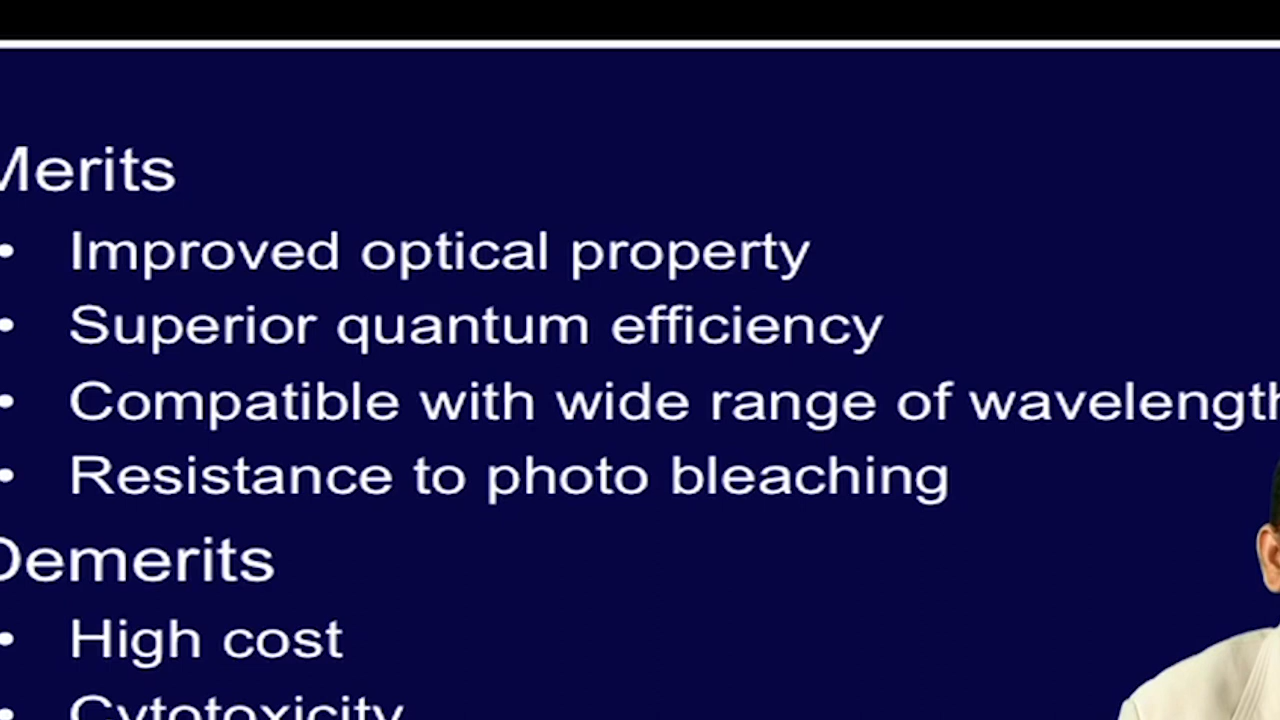 Merits
• Improved optical property
• Superior quantum efficiency
• Compatible with wide range of wavelength
• Resistance to photo bleaching
Demerits
• High cost
• Cytotoxicity